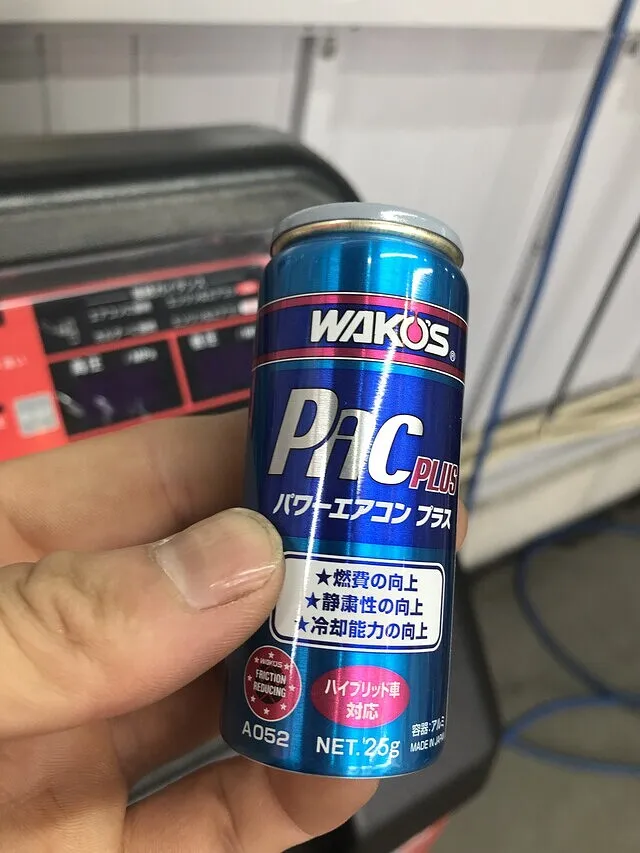 WAKO'S®
PAC PLUS
パワーエアコン プラス
★燃費の向上
★静粛性の向上
★冷却能力の向上
WAKO'S
FRICTION
REDUCING
ハイブリッド車
対応
A052
NET. 25g
容器:アルミ
MADE IN JAPAN